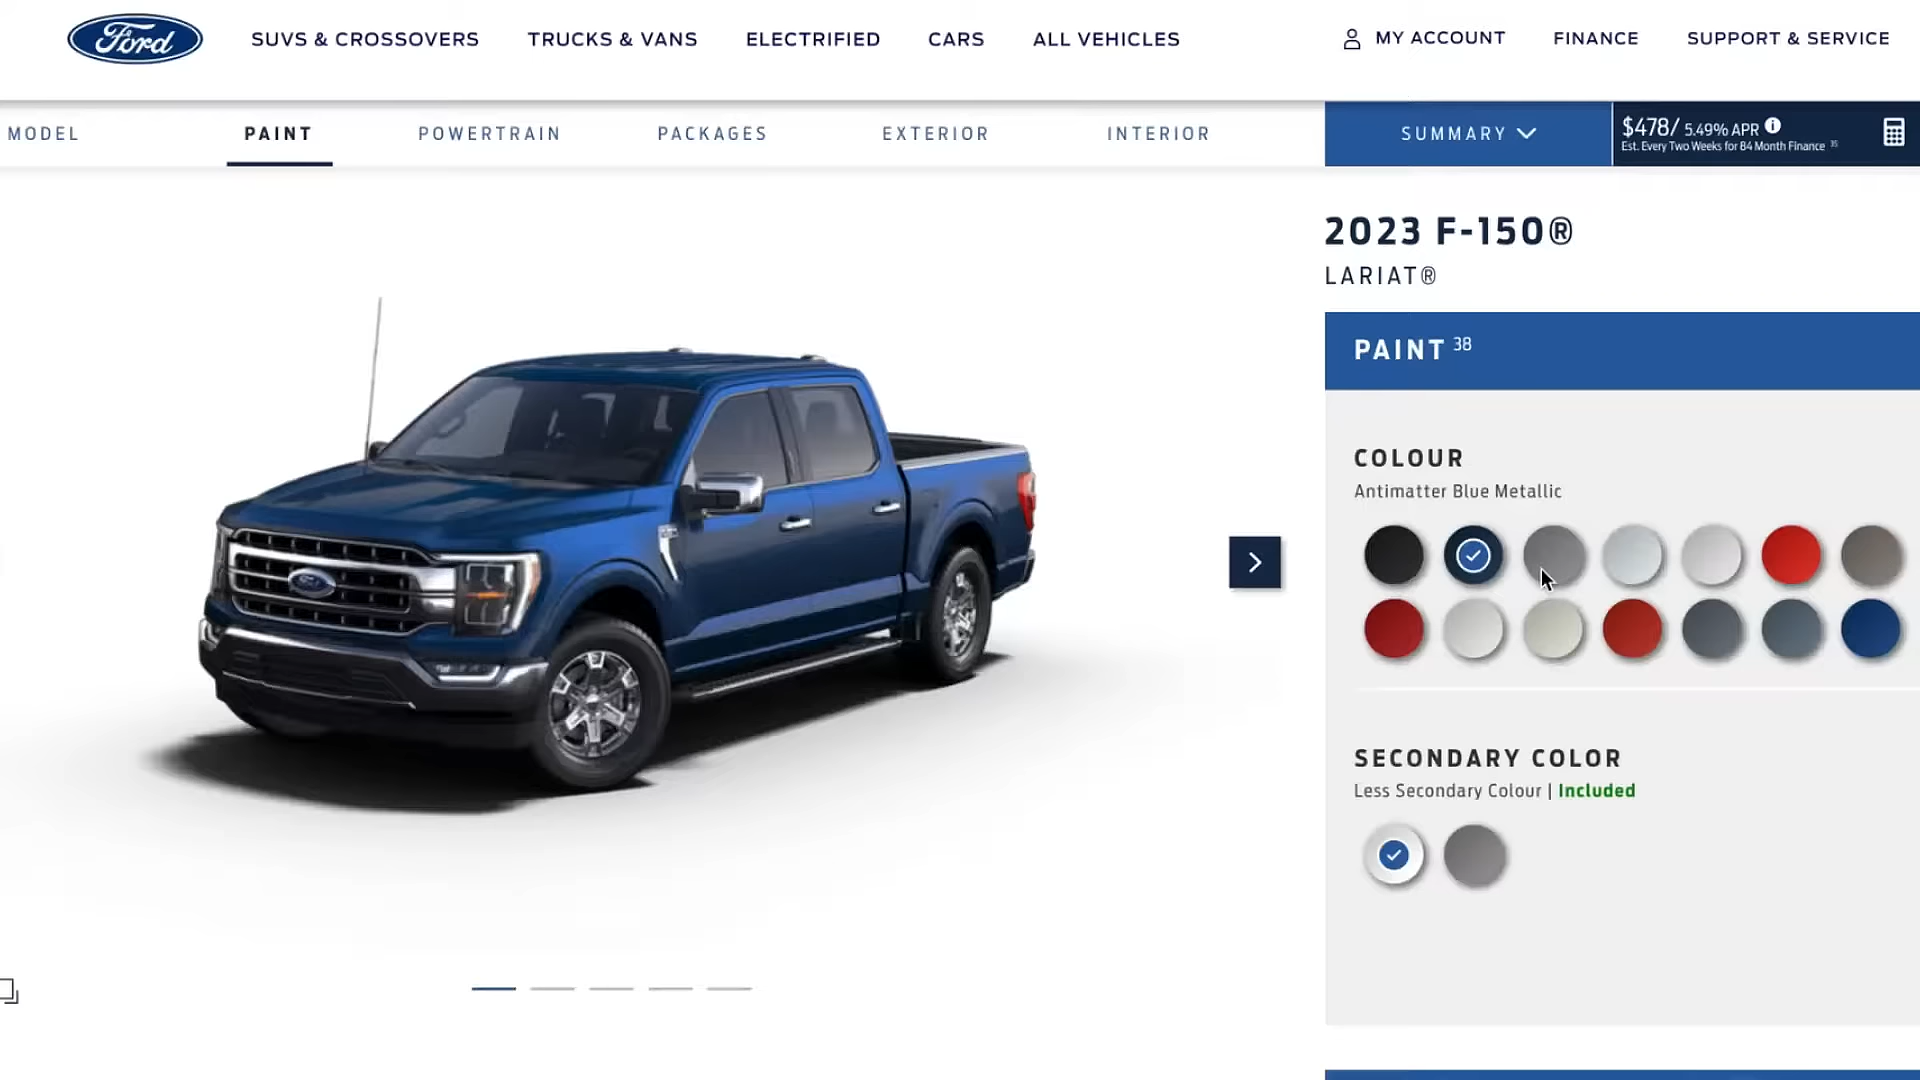 Ford
SUVS & CROSSOVERS
TRUCKS & VANS
ELECTRIFIED
CARS
ALL VEHICLES
MY ACCOUNT
FINANCE
SUPPORT & SERVICE
MODEL
PAINT
POWERTRAIN
PACKAGES
EXTERIOR
INTERIOR
SUMMARY
$478/ 5.49% APR
Est. Every Two Weeks for 84 Month Finance 35
2023 F-150®
LARIAT®
PAINT 38
COLOUR
Antimatter Blue Metallic
SECONDARY COLOR
Less Secondary Colour | Included